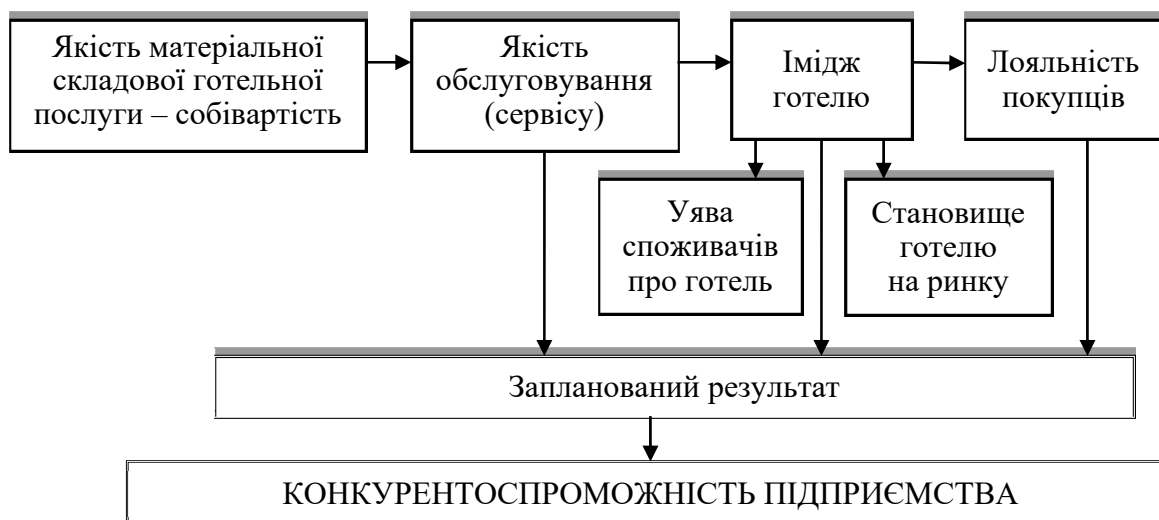 Якість матеріальної
складової готельної
послуги – собівартість
Якість
обслуговування
(сервісу)
Імідж
готелю
Лояльність
покупців
Уява
споживачів
про готель
Становище
готелю
на ринку
Запланований результат
КОНКУРЕНТОСПРОМОЖНІСТЬ ПІДПРИЄМСТВА